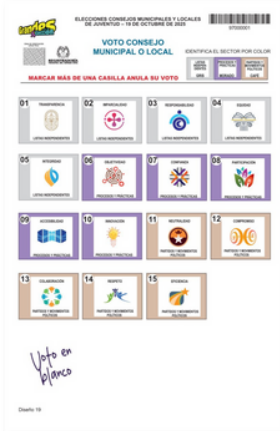 ELECCIONES CONSEJOS MUNICIPALES Y LOCALES
DE JUVENTUD – 19 DE OCTUBRE DE 2025
VOTO CONSEJO
MUNICIPAL O LOCAL
IDENTIFICA EL SECTOR POR COLOR
MARCAR MÁS DE UNA CASILLA ANULA SU VOTO
01 TRANSPARENCIA
LISTAS INDEPENDIENTES
02 IMPARCIALIDAD
LISTAS INDEPENDIENTES
03 RESPONSABILIDAD
LISTAS INDEPENDIENTES
04 EQUIDAD
LISTAS INDEPENDIENTES
05 INTEGRIDAD
LISTAS INDEPENDIENTES
06 OBJETIVIDAD
PROCESOS Y PRÁCTICAS
07 CONFIANZA
PROCESOS Y PRÁCTICAS
08 PARTICIPACIÓN
PROCESOS Y PRÁCTICAS
09 ACCESIBILIDAD
PROCESOS Y PRÁCTICAS
10 INNOVACIÓN
PROCESOS Y PRÁCTICAS
11 NEUTRALIDAD
PARTIDOS Y MOVIMIENTOS
POLÍTICOS
12 COMPROMISO
PARTIDOS Y MOVIMIENTOS
POLÍTICOS
13 COLABORACIÓN
PARTIDOS Y MOVIMIENTOS
POLÍTICOS
14 RESPETO
PARTIDOS Y MOVIMIENTOS
POLÍTICOS
15 EFICIENCIA
PARTIDOS Y MOVIMIENTOS
POLÍTICOS
Voto en
blanco
Diseño 19